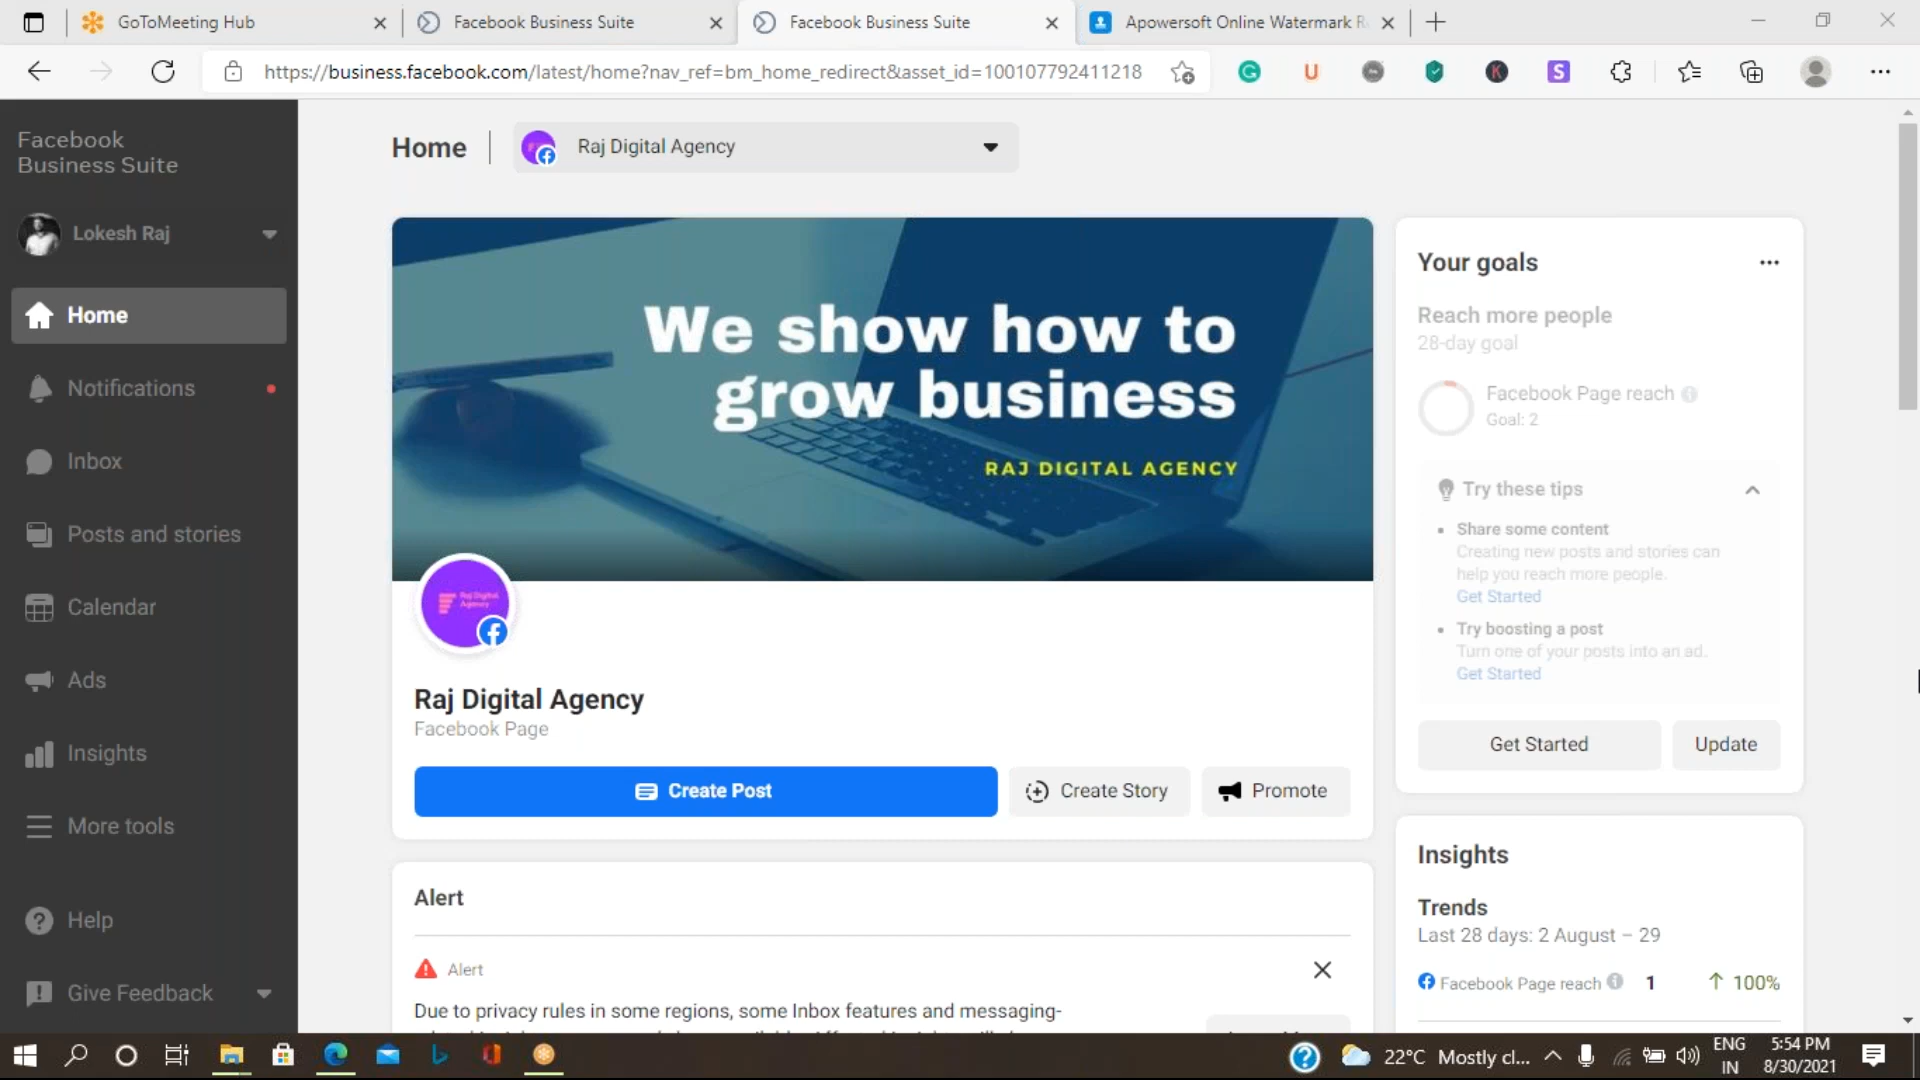 GoToMeeting Hub
Facebook Business Suite
Facebook Business Suite
Apowersoft Online Watermark R
https://business.facebook.com/latest/home?nav_ref=bm_home_redirect&asset_id=100107792411218
Facebook
Business Suite
Lokesh Raj
Home
Notifications
Inbox
Posts and stories
Calendar
Ads
Insights
More tools
Help
Give Feedback
Home
Raj Digital Agency
We show how to
grow business
RAJ DIGITAL AGENCY
Raj Digital
Agency
Raj Digital Agency
Facebook Page
Create Post
Create Story
Promote
Alert
Alert
Due to privacy rules in some regions, some Inbox features and messaging-
Your goals
Reach more people
28-day goal
Facebook Page reach
Goal: 2
Try these tips
Share some content
Creating new posts and stories can
help you reach more people.
Get Started
Try boosting a post
Turn one of your posts into an ad.
Get Started
Get Started
Update
Insights
Trends
Last 28 days: 2 August – 29
Facebook Page reach 1 ↑ 100%
22°C Mostly cl...
ENG
IN
5:54 PM
8/30/2021